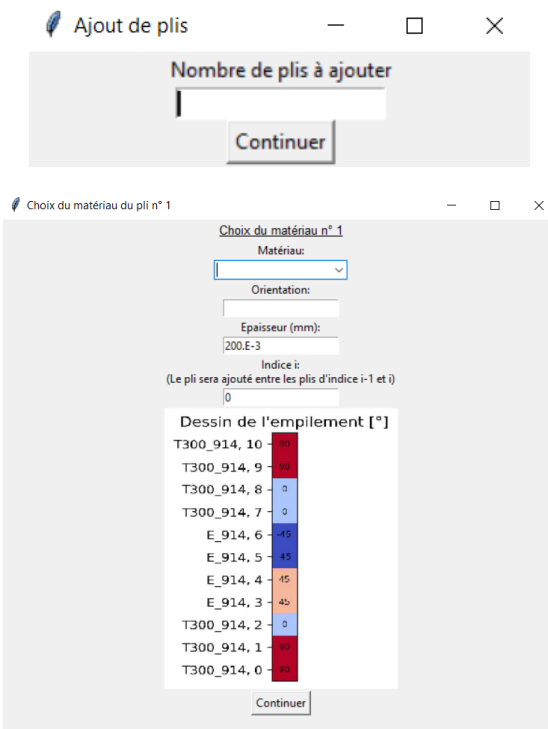 Ajout de plis
Nombre de plis à ajouter
Continuer
Choix du matériau du pli n° 1
Choix du matériau n° 1
Matériau:
Orientation:
Epaisseur (mm):
200.E-3
Indice i:
(Le pli sera ajouté entre les plis d'indice i-1 et i)
0
Dessin de l'empilement [°]
T300_914, 10 90
T300_914, 9 90
T300_914, 8 0
T300_914, 7 0
E_914, 6 -45
E_914, 5 -45
E_914, 4 45
E_914, 3 45
T300_914, 2 0
T300_914, 1 90
T300_914, 0 90
Continuer